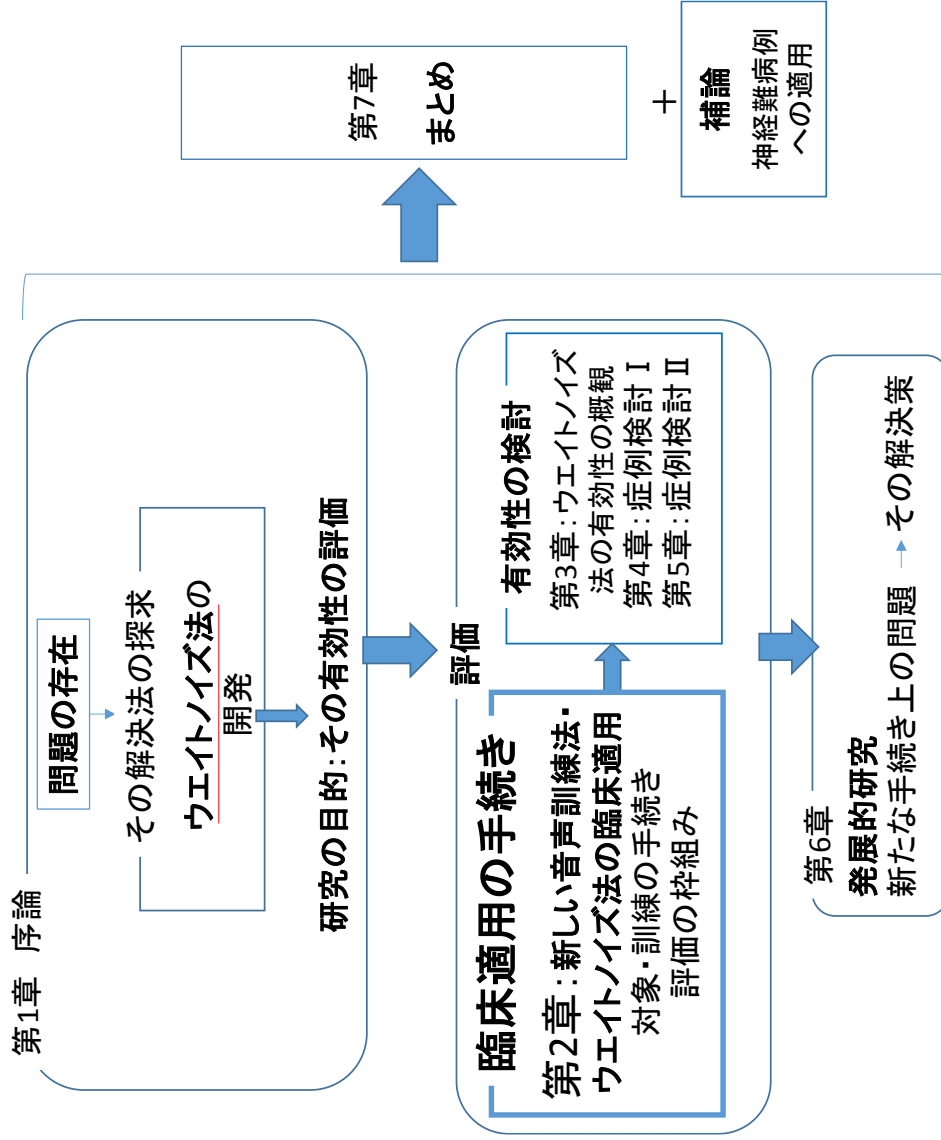 第1章 序論
問題の存在
その解決法の探求
ウエイトノイズ法の
開発
研究の目的:その有効性の評価
評価
臨床適用の手続き
第2章:新しい音声訓練法・
ウエイトノイズ法の臨床適用
対象・訓練の手続き
評価の枠組み
有効性の検討
第3章:ウエイトノイズ
法の有効性の概観
第4章:症例検討Ⅰ
第5章:症例検討Ⅱ
第6章
発展的研究
新たな手続き上の問題 → その解決策
第7章
まとめ
+
補論
神経難病例
への適用